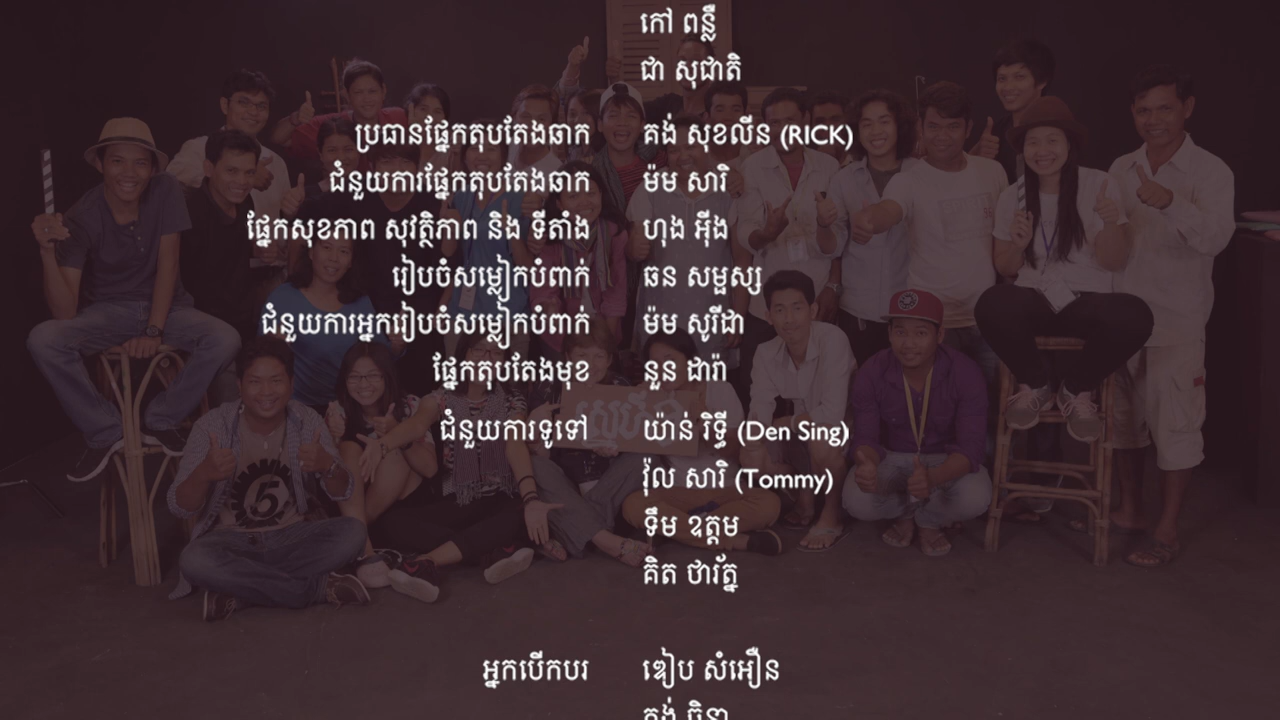 កៅ ពន្លឺ
ជា សុជាតិ
ប្រធានផ្នែកតុបតែងឆាក គង់ សុខលីន (RICK)
ជំនួយការផ្នែកតុបតែងឆាក ម៉ម សារិ
ផ្នែកសុខភាព សុវត្ថិភាព និង ទីតាំង ហុង អ៊ីង
រៀបចំសម្លៀកបំពាក់ ឆន សម្ផស្ស
ជំនួយការអ្នករៀបចំសម្លៀកបំពាក់ ម៉ម សូរីដា
ផ្នែកតុបតែងមុខ នួន ដារ៉ា
ជំនួយការទូទៅ យ៉ាន់ រិទ្ធី (Den Sing)
វ៉ុល សារិ (Tommy)
ទឹម ឧត្តម
គិត ថារ័ត្ន
អ្នកបើកបរ ឌៀប សំអឿន